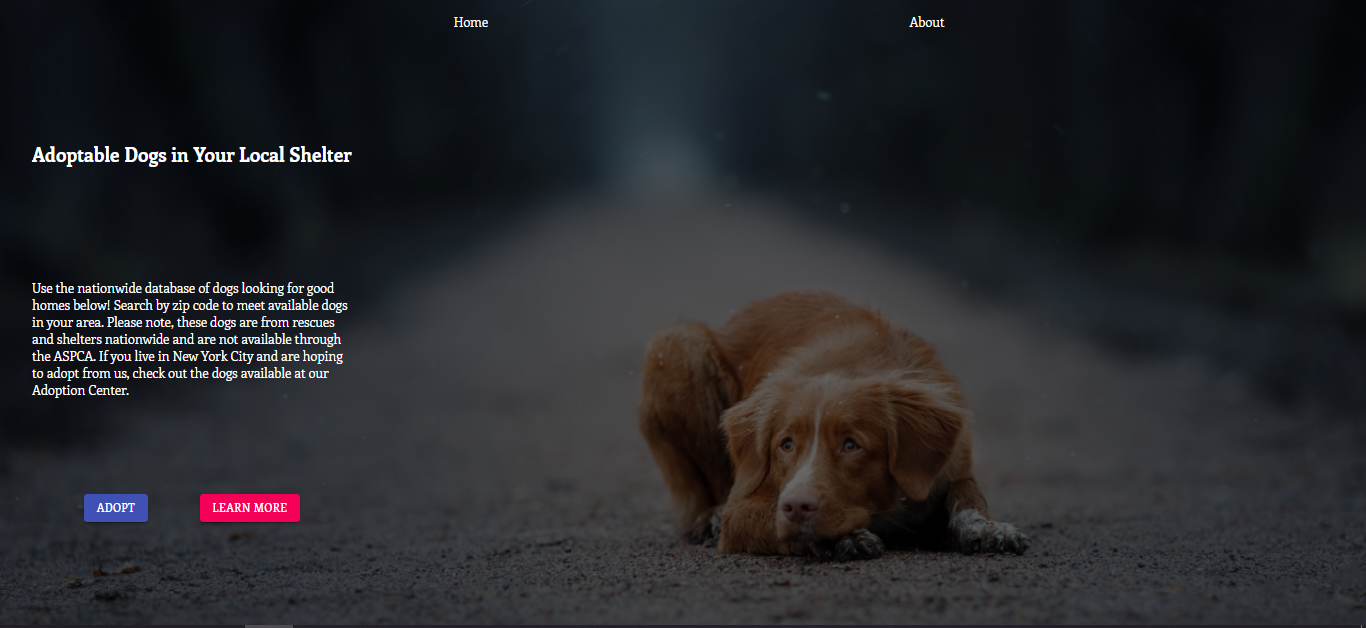 Home
About
Adoptable Dogs in Your Local Shelter
Use the nationwide database of dogs looking for good
homes below! Search by zip code to meet available dogs
in your area. Please note, these dogs are from rescues
and shelters nationwide and are not available through
the ASPCA. If you live in New York City and are hoping
to adopt from us, check out the dogs available at our
Adoption Center.
ADOPT
LEARN MORE